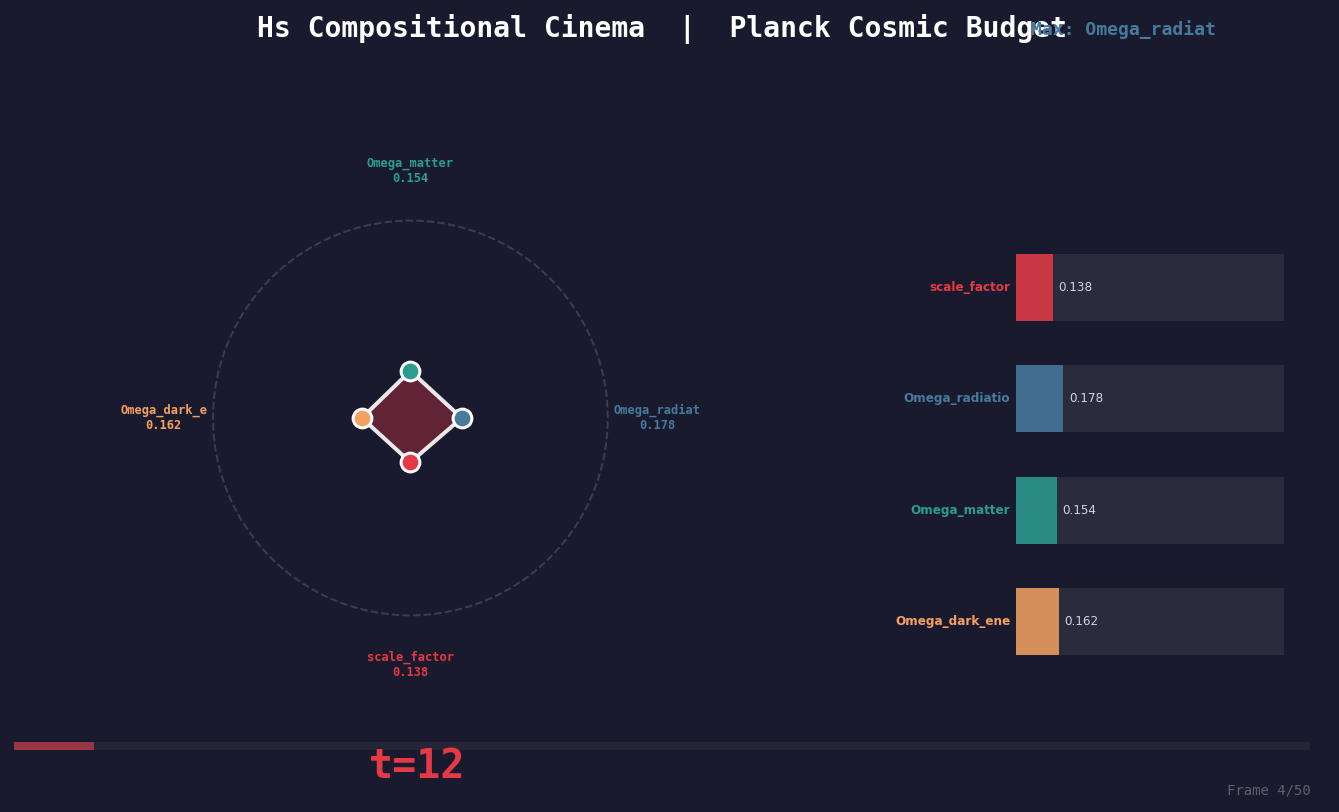 Hs Compositional Cinema  |  Planck Cosmic Budget
Max: Omega_radiat
Omega_matter
0.154
Omega_dark_e
0.162
Omega_radiat
0.178
scale_factor
0.138
scale_factor
0.138
Omega_radiatio
0.178
Omega_matter
0.154
Omega_dark_ene
0.162
t=12
Frame 4/50